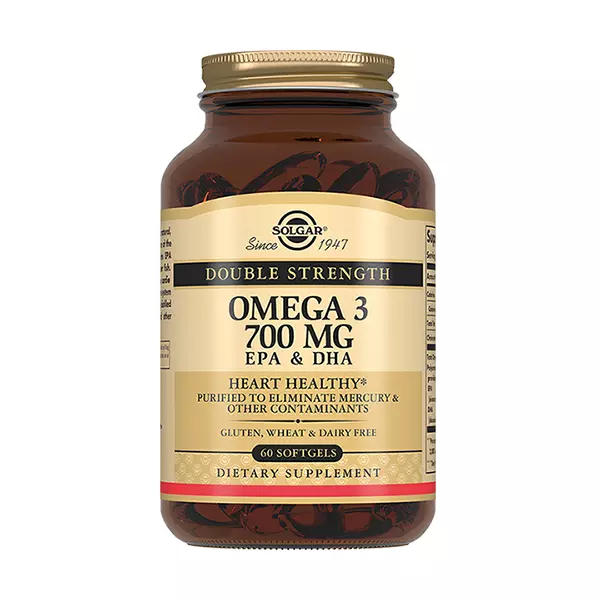 SOLGAR®
Since 1947
DOUBLE STRENGTH
OMEGA 3
700 MG
EPA & DHA
HEART HEALTHY*
PURIFIED TO ELIMINATE MERCURY &
OTHER CONTAMINANTS
GLUTEN, WHEAT & DAIRY FREE
60 SOFTGELS
DIETARY SUPPLEMENT